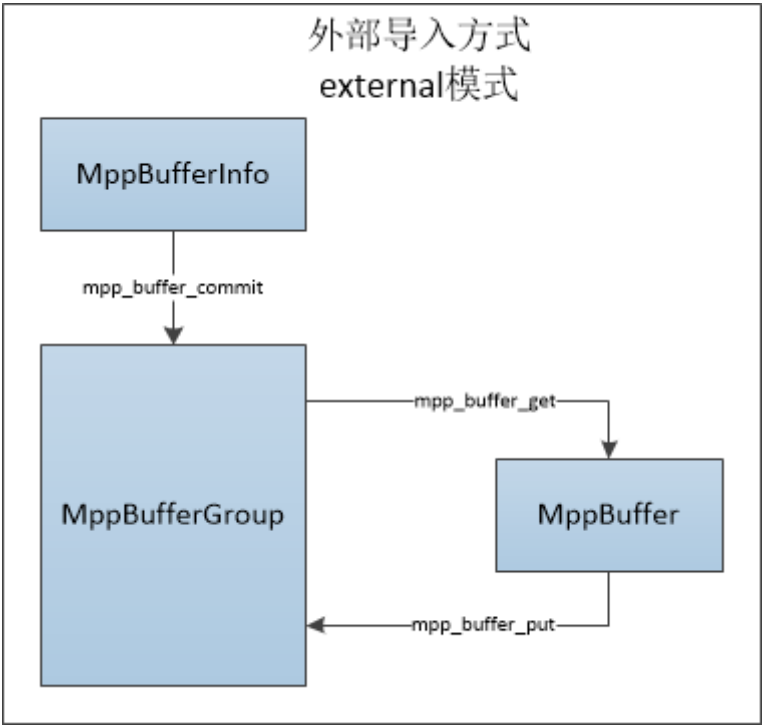 外部导入方式
external模式
MppBufferInfo
mpp_buffer_commit
mpp_buffer_get
MppBufferGroup
MppBuffer
mpp_buffer_put